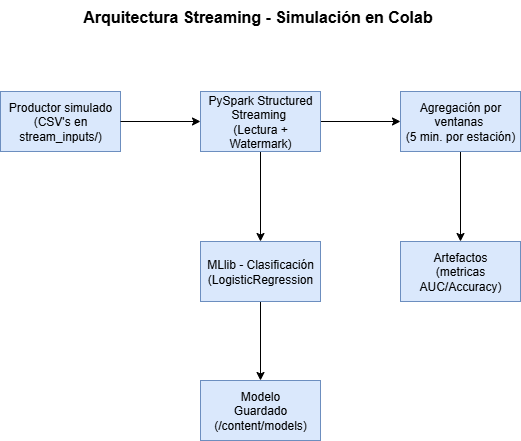 Arquitectura Streaming - Simulación en Colab
Productor simulado
(CSV's en
stream_inputs/)
PySpark Structured
Streaming
(Lectura +
Watermark)
Agregación por
ventanas
(5 min. por estación)
MLlib - Clasificación
(LogisticRegression
Artefactos
(metricas
AUC/Accuracy)
Modelo
Guardado
(/content/models)